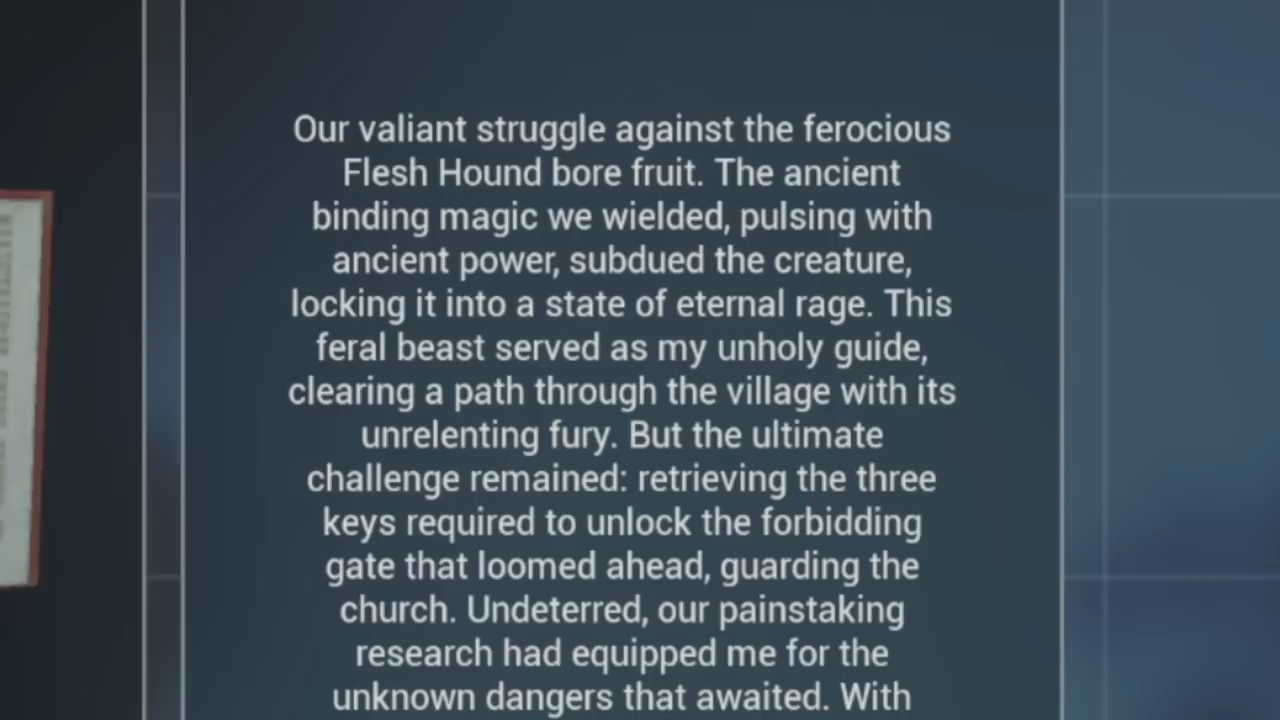 Our valiant struggle against the ferocious
Flesh Hound bore fruit. The ancient
binding magic we wielded, pulsing with
ancient power, subdued the creature,
locking it into a state of eternal rage. This
feral beast served as my unholy guide,
clearing a path through the village with its
unrelenting fury. But the ultimate
challenge remained: retrieving the three
keys required to unlock the forbidding
gate that loomed ahead, guarding the
church. Undeterred, our painstaking
research had equipped me for the
unknown dangers that awaited. With